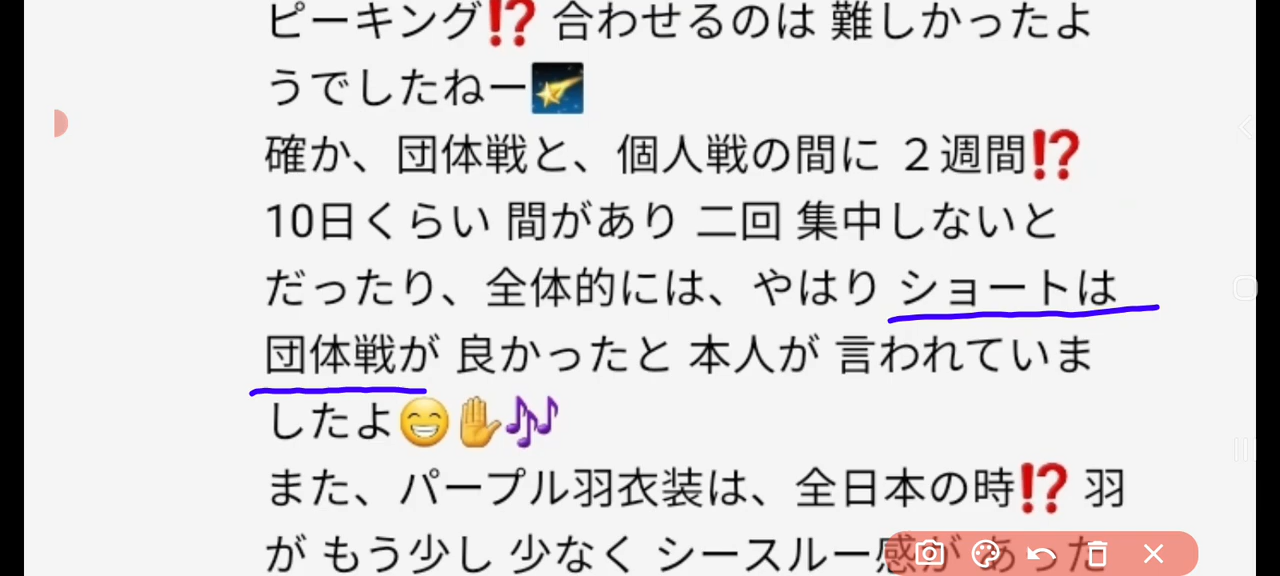 ピーキング⁉️ 合わせるのは 難しかったよ
うでしたねー🌠
確か、団体戦と、個人戦の間に ２週間⁉️
10日くらい 間があり 二回 集中しないと
だったり、全体的には、やはり ショートは
団体戦が 良かったと 本人が 言われていま
したよ😁✋🎶
また、パープル羽衣装は、全日本の時⁉️ 羽
が もう少し 少なく シースルー感が あった